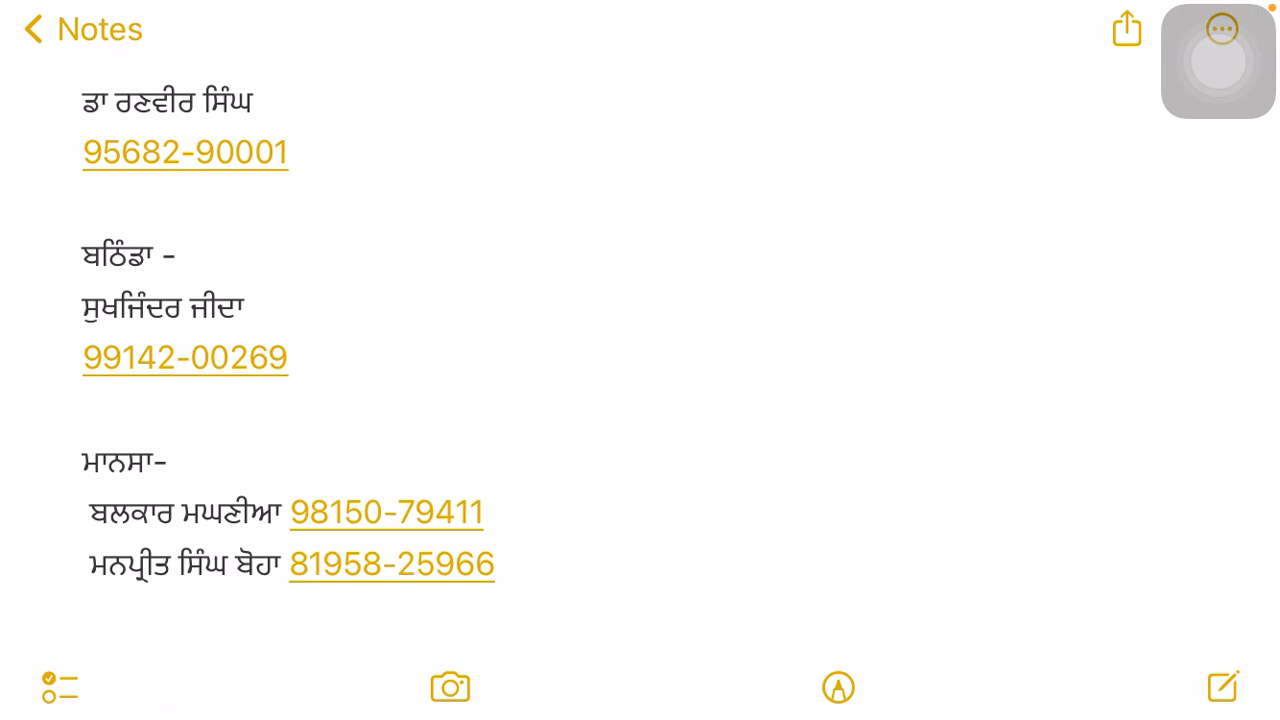 Notes
ਡਾ ਰਣਵੀਰ ਸਿੰਘ
95682-90001
ਬਠਿੰਡਾ -
ਸੁਖਜਿੰਦਰ ਜੀਦਾ
99142-00269
ਮਾਨਸਾ-
ਬਲਕਾਰ ਮਘਣੀਆ 98150-79411
ਮਨਪ੍ਰੀਤ ਸਿੰਘ ਬੋਹਾ 81958-25966